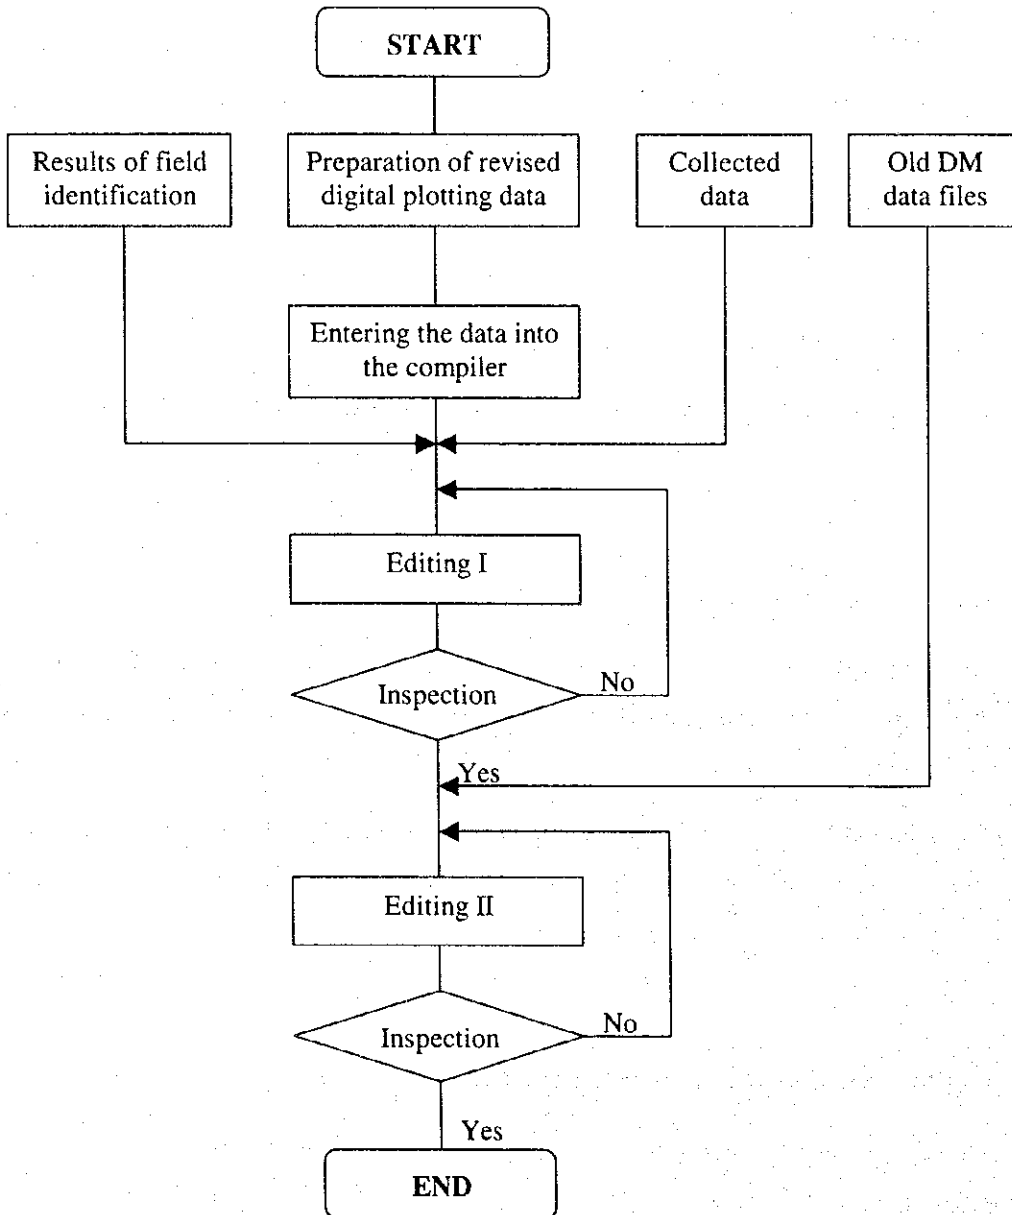 START
Results of field
identification
Preparation of revised
digital plotting data
Collected
data
Old DM
data files
Entering the data into
the compiler
Editing I
Inspection
No
Yes
Editing II
Inspection
No
Yes
END